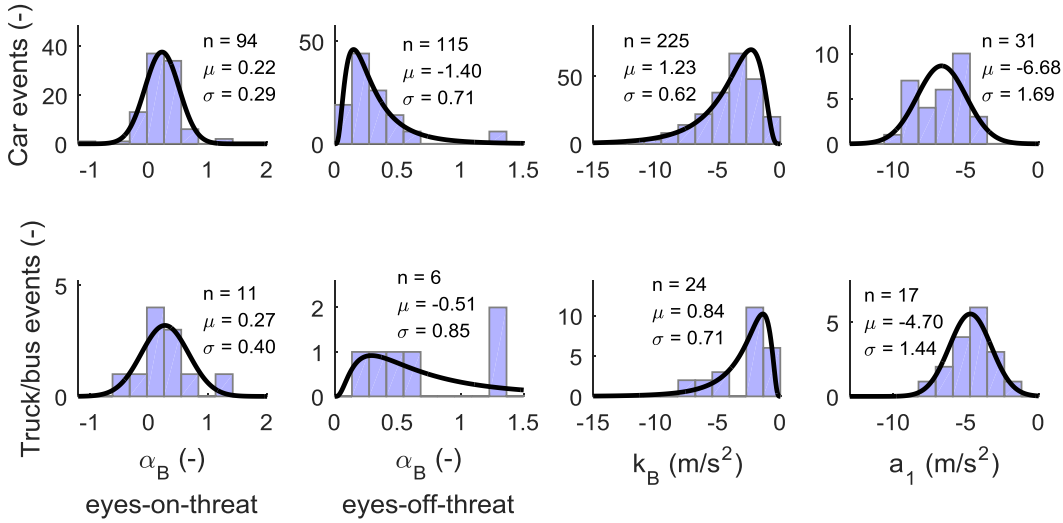 Car events (-)
40
20
0
-1 0 1 2
n = 94
μ = 0.22
σ = 0.29
50
0
0 0.5 1 1.5
n = 115
μ = -1.40
σ = 0.71
50
0
-15 -10 -5 0
n = 225
μ = 1.23
σ = 0.62
10
5
0
-10 -5 0
n = 31
μ = -6.68
σ = 1.69
Truck/bus events (-)
5
0
-1 0 1 2
n = 11
μ = 0.27
σ = 0.40
α_B (-)
eyes-on-threat
2
1
0
0 0.5 1 1.5
n = 6
μ = -0.51
σ = 0.85
α_B (-)
eyes-off-threat
10
5
0
-15 -10 -5 0
n = 24
μ = 0.84
σ = 0.71
k_B (m/s²)
5
0
-10 -5 0
n = 17
μ = -4.70
σ = 1.44
a_1 (m/s²)